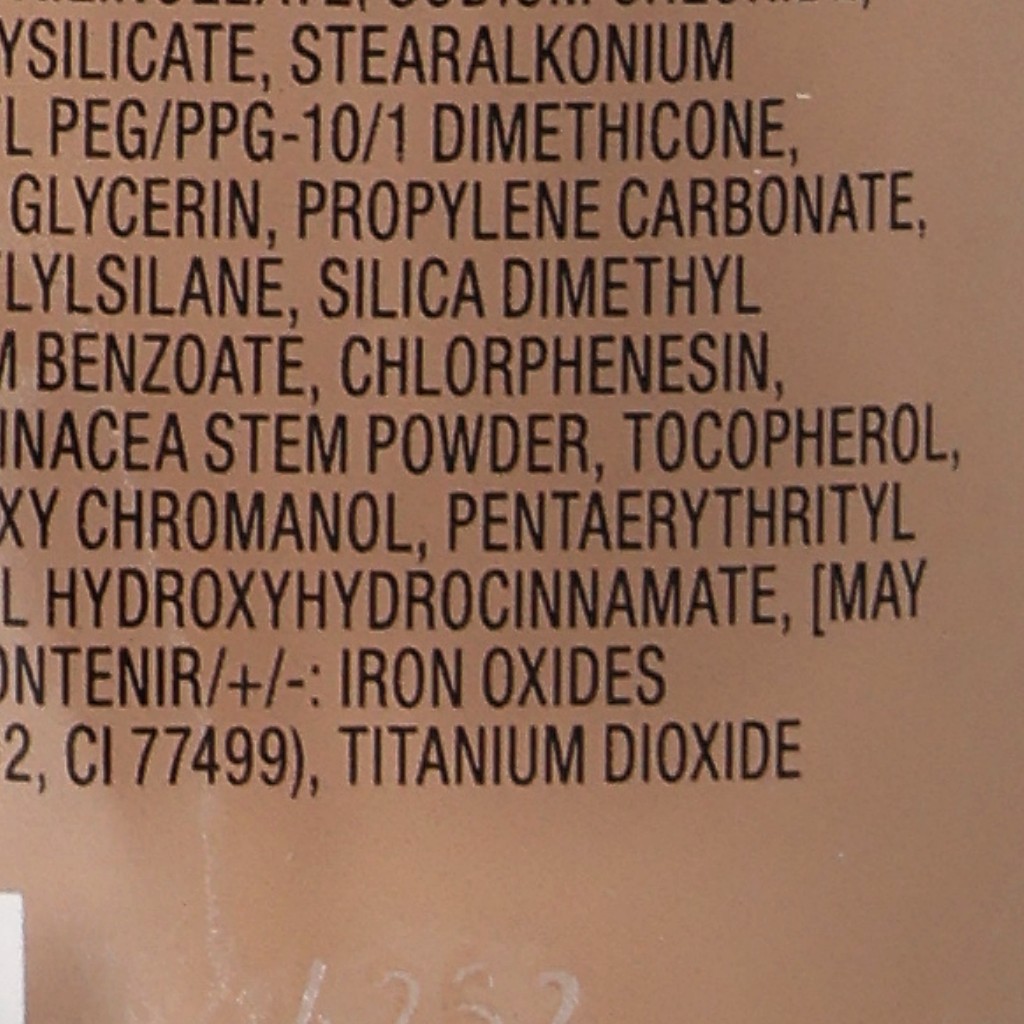 YSILICATE, STEARALKONIUM
L PEG/PPG-10/1 DIMETHICONE,
GLYCERIN, PROPYLENE CARBONATE,
LYLSILANE, SILICA DIMETHYL
M BENZOATE, CHLORPHENESIN,
INACEA STEM POWDER, TOCOPHEROL,
XY CHROMANOL, PENTAERYTHRITYL
L HYDROXYHYDROCINNAMATE, [MAY
ONTENIR/+/-: IRON OXIDES
2, CI 77499), TITANIUM DIOXIDE